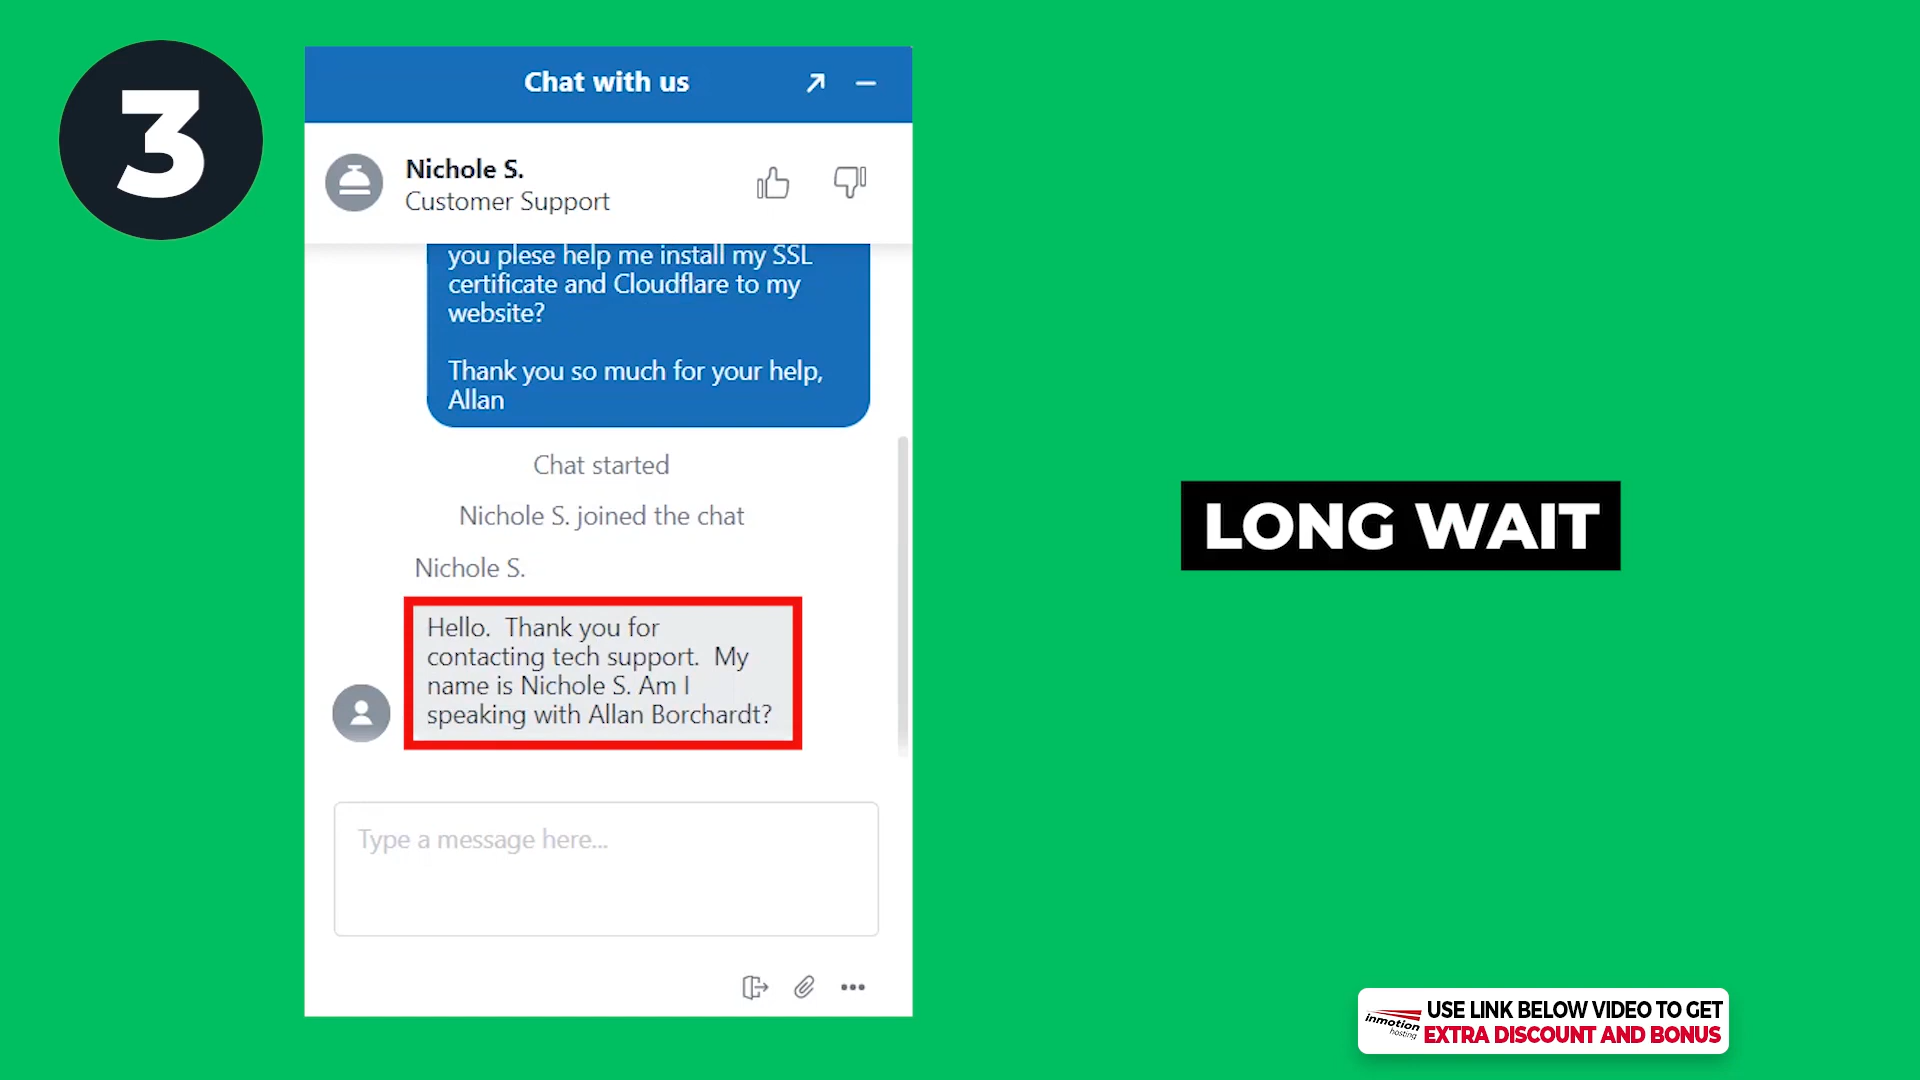 3
Chat with us
Nichole S.
Customer Support
you plese help me install my SSL
certificate and Cloudflare to my
website?
Thank you so much for your help,
Allan
Chat started
Nichole S. joined the chat
Nichole S.
Hello.  Thank you for
contacting tech support.  My
name is Nichole S. Am I
speaking with Allan Borchardt?
Type a message here...
LONG WAIT
inmotion
hosting
USE LINK BELOW VIDEO TO GET
EXTRA DISCOUNT AND BONUS